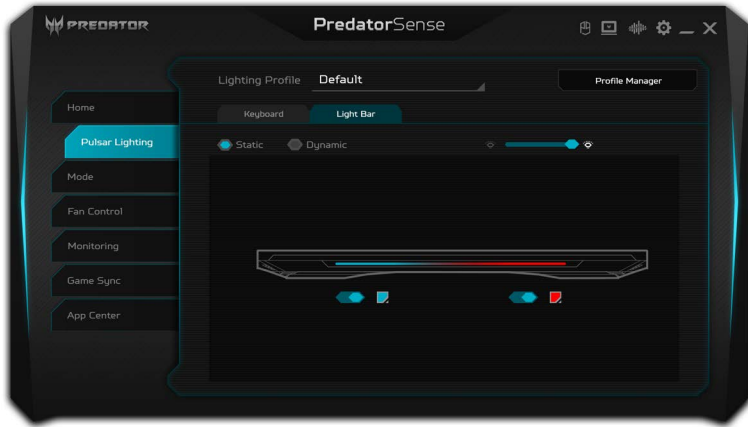 PREDATOR
PredatorSense
Lighting Profile Default
Profile Manager
Keyboard Light Bar
Static Dynamic
Home
Pulsar Lighting
Mode
Fan Control
Monitoring
Game Sync
App Center